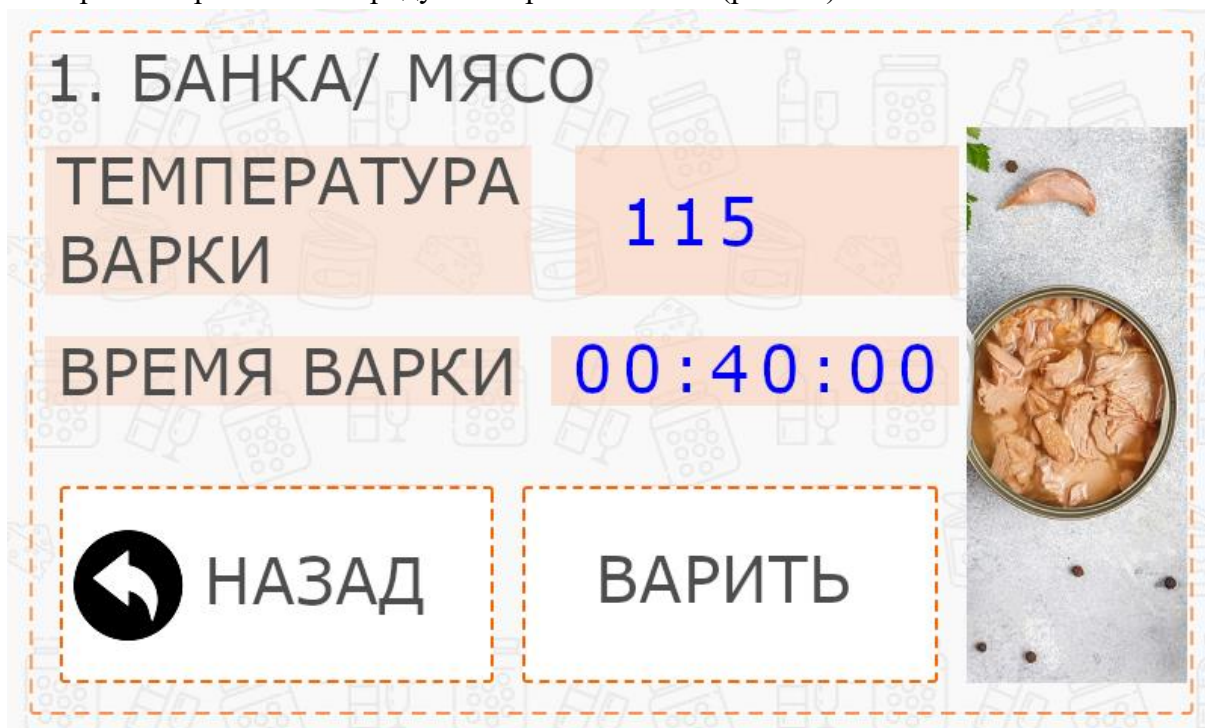 1. БАНКА/ МЯСО
ТЕМПЕРАТУРА
ВАРКИ
115
ВРЕМЯ ВАРКИ 00:40:00
НАЗАД
ВАРИТЬ